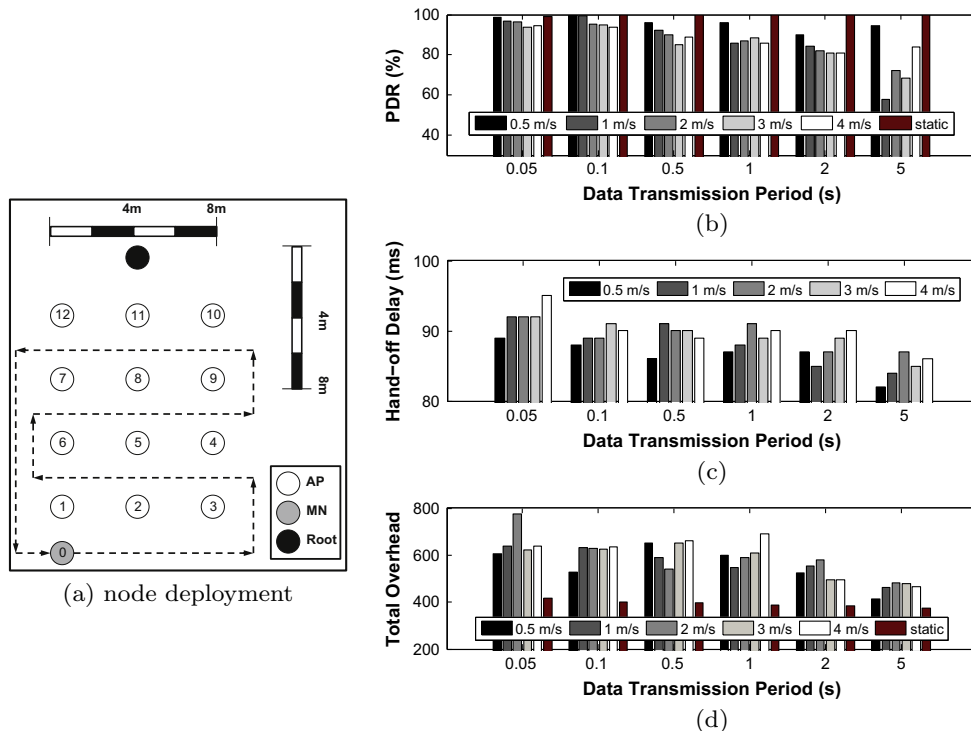 4m
8m
4m
8m
12
11
10
7
8
9
6
5
4
1
2
3
0
AP
MN
Root
(a) node deployment
100
80
60
40
PDR (%)
0.5 m/s
1 m/s
2 m/s
3 m/s
4 m/s
static
0.05
0.1
0.5
1
2
5
Data Transmission Period (s)
(b)
100
90
80
Hand-off Delay (ms)
0.5 m/s
1 m/s
2 m/s
3 m/s
4 m/s
0.05
0.1
0.5
1
2
5
Data Transmission Period (s)
(c)
800
600
400
200
Total Overhead
0.5 m/s
1 m/s
2 m/s
3 m/s
4 m/s
static
0.05
0.1
0.5
1
2
5
Data Transmission Period (s)
(d)